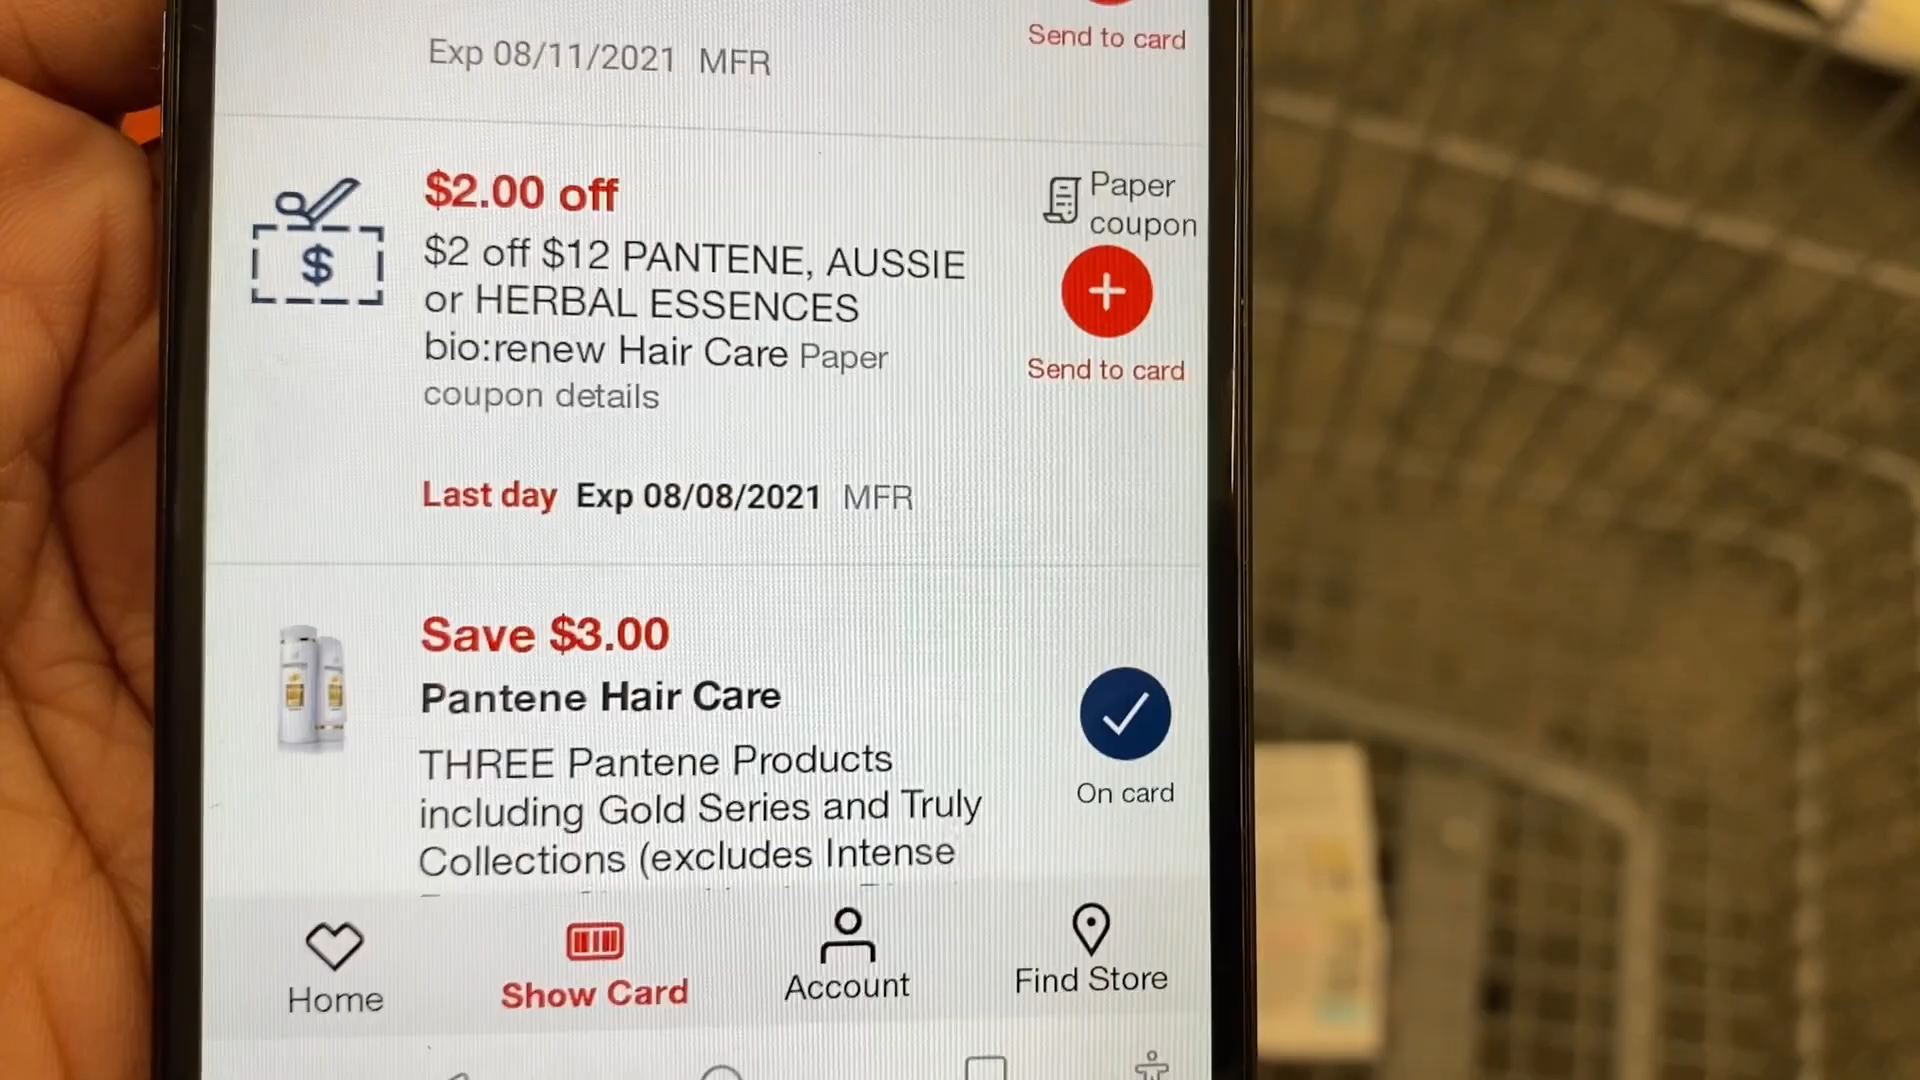 Exp 08/11/2021 MFR
Send to card
$2.00 off
$2 off $12 PANTENE, AUSSIE
or HERBAL ESSENCES
bio:renew Hair Care Paper
coupon details
Paper
coupon
Send to card
Last day Exp 08/08/2021 MFR
Save $3.00
Pantene Hair Care
THREE Pantene Products
including Gold Series and Truly
Collections (excludes Intense
On card
Home
Show Card
Account
Find Store